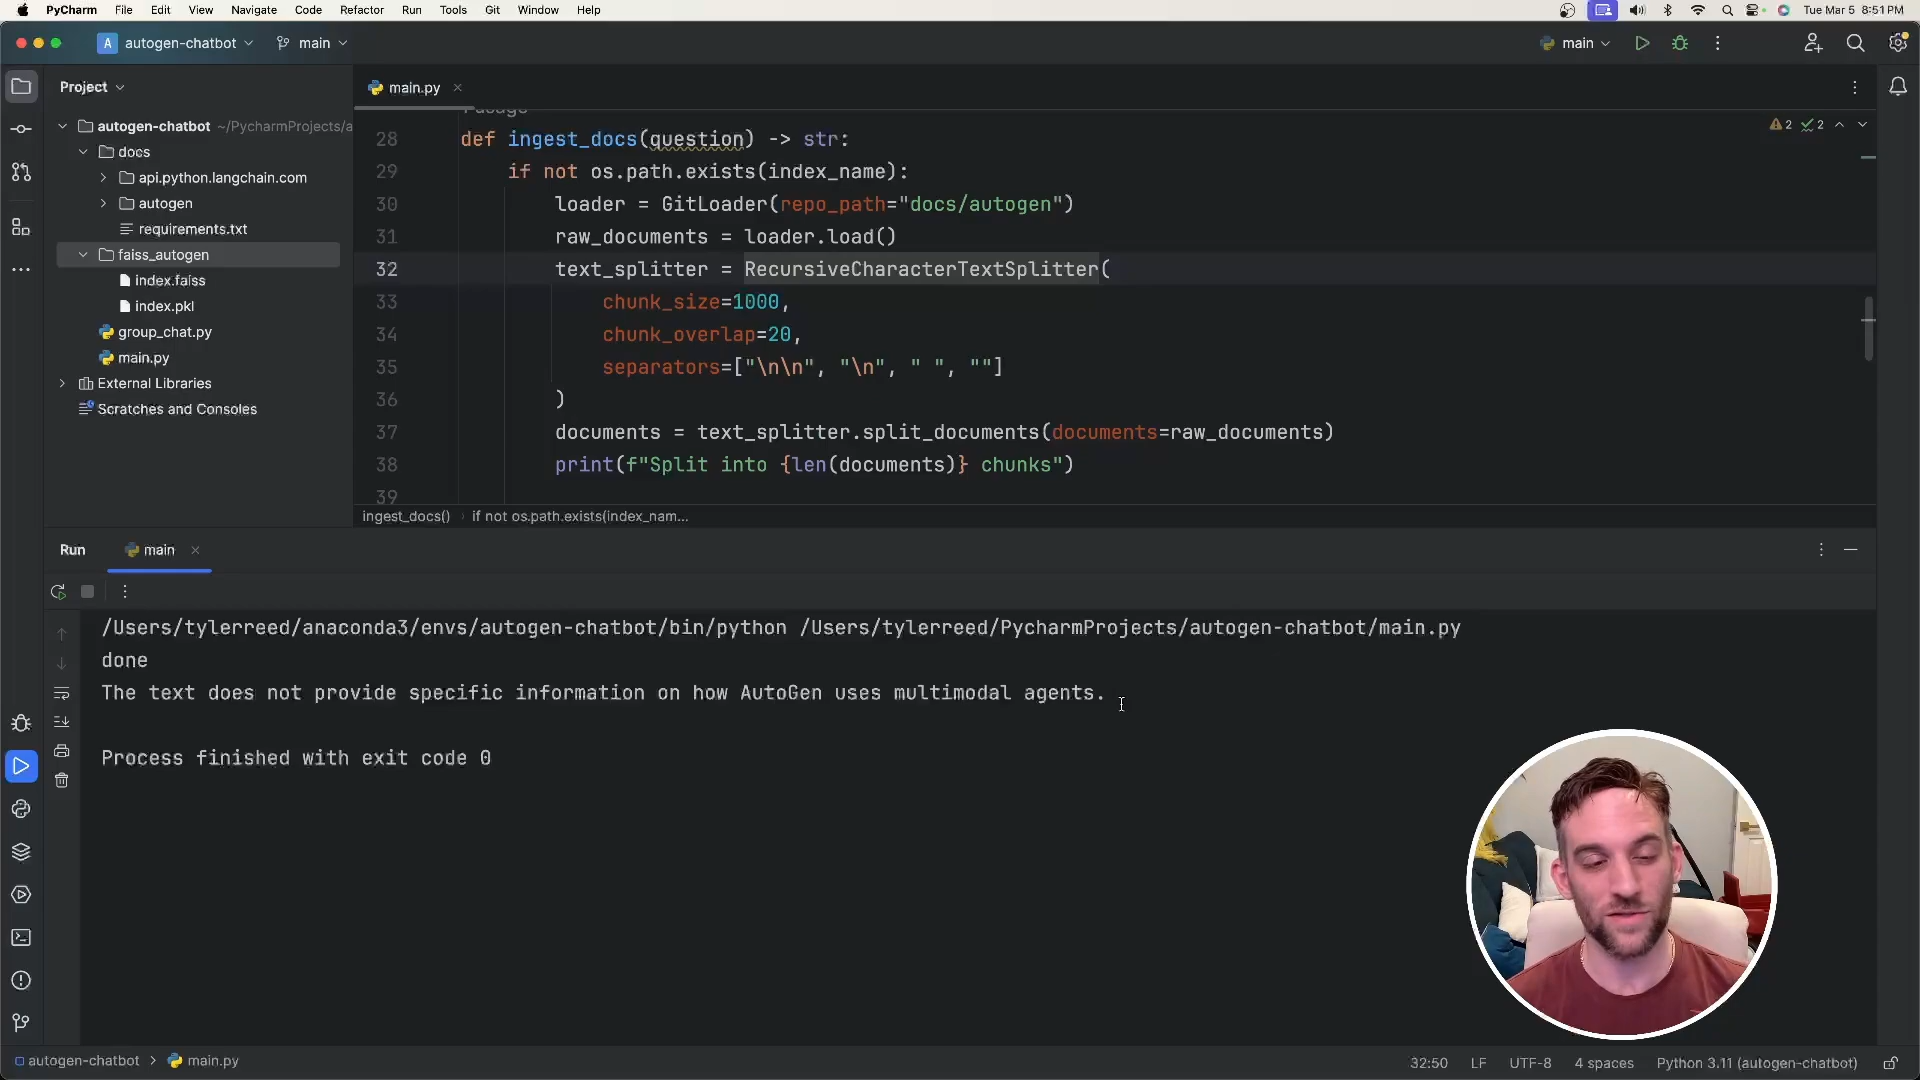 PyCharm File Edit View Navigate Code Refactor Run Tools Git Window Help Tue Mar 5 8:51 PM
A autogen-chatbot main main
Project main.py
autogen-chatbot ~/PycharmProjects/a
docs
api.python.langchain.com
autogen
requirements.txt
faiss_autogen
index.faiss
index.pkl
group_chat.py
main.py
External Libraries
Scratches and Consoles
2 2
28 def ingest_docs(question) -> str:
29 if not os.path.exists(index_name):
30 loader = GitLoader(repo_path="docs/autogen")
31 raw_documents = loader.load()
32 text_splitter = RecursiveCharacterTextSplitter(
33 chunk_size=1000,
34 chunk_overlap=20,
35 separators=["\n\n", "\n", " ", ""]
36 )
37 documents = text_splitter.split_documents(documents=raw_documents)
38 print(f"Split into {len(documents)} chunks")
39
ingest_docs() › if not os.path.exists(index_nam...
Run main
/Users/tylerreed/anaconda3/envs/autogen-chatbot/bin/python /Users/tylerreed/PycharmProjects/autogen-chatbot/main.py
done
The text does not provide specific information on how AutoGen uses multimodal agents.
Process finished with exit code 0
autogen-chatbot > main.py 32:50 LF UTF-8 4 spaces Python 3.11 (autogen-chatbot)